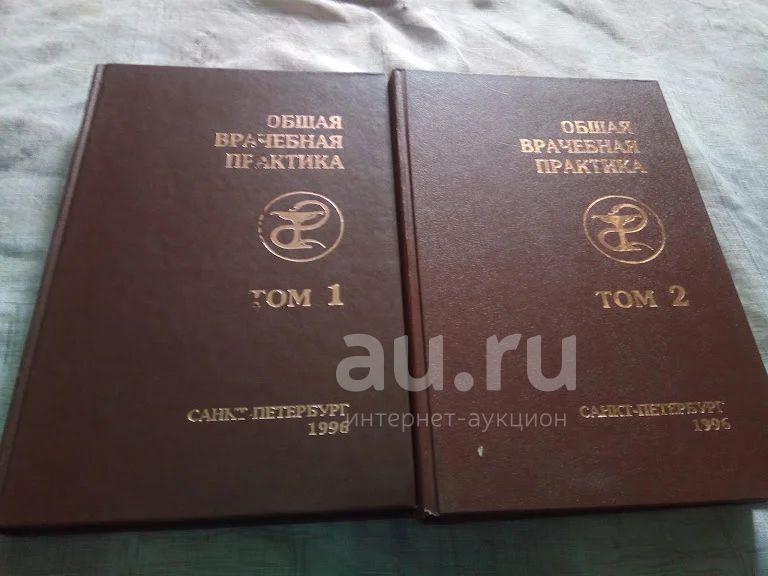 ОБЩАЯ
ВРАЧЕБНАЯ
ПРАКТИКА
ТОМ 1
САНКТ-ПЕТЕРБУРГ
1996
ОБЩАЯ
ВРАЧЕБНАЯ
ПРАКТИКА
ТОМ 2
САНКТ-ПЕТЕРБУРГ
1996
au.ru
интернет-аукцион